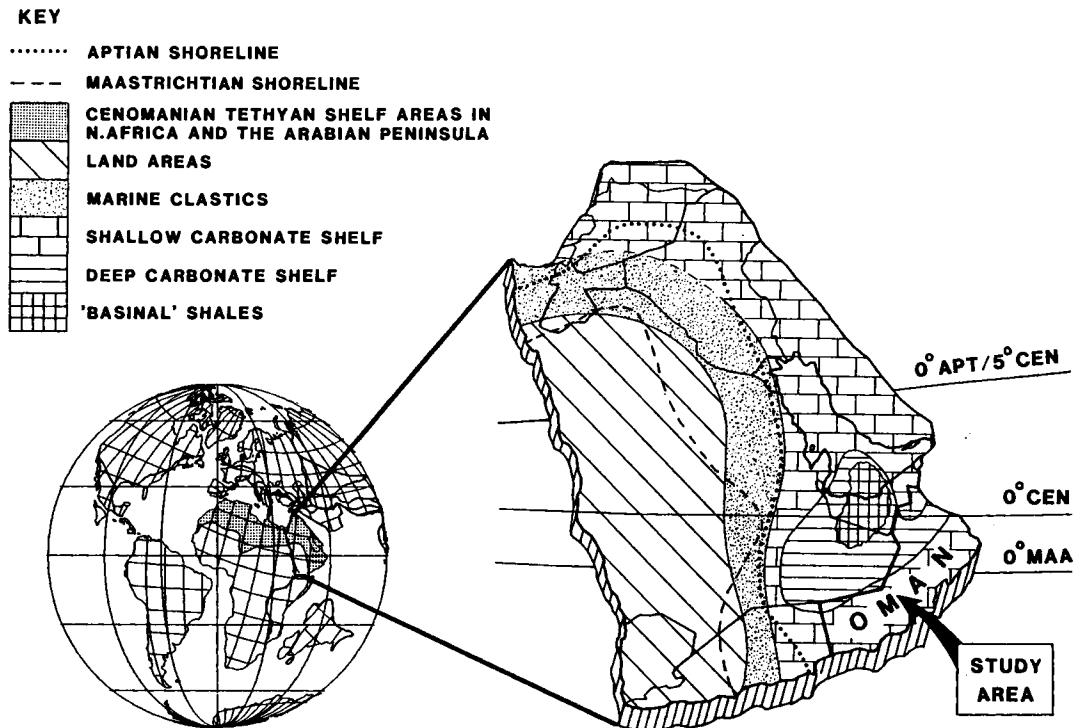 KEY
APTIAN SHORELINE
MAASTRICHTIAN SHORELINE
CENOMANIAN TETHYAN SHELF AREAS IN
N.AFRICA AND THE ARABIAN PENINSULA
LAND AREAS
MARINE CLASTICS
SHALLOW CARBONATE SHELF
DEEP CARBONATE SHELF
'BASINAL' SHALES
0° APT/5° CEN
0° CEN
0° MAA
OMAN
STUDY
AREA